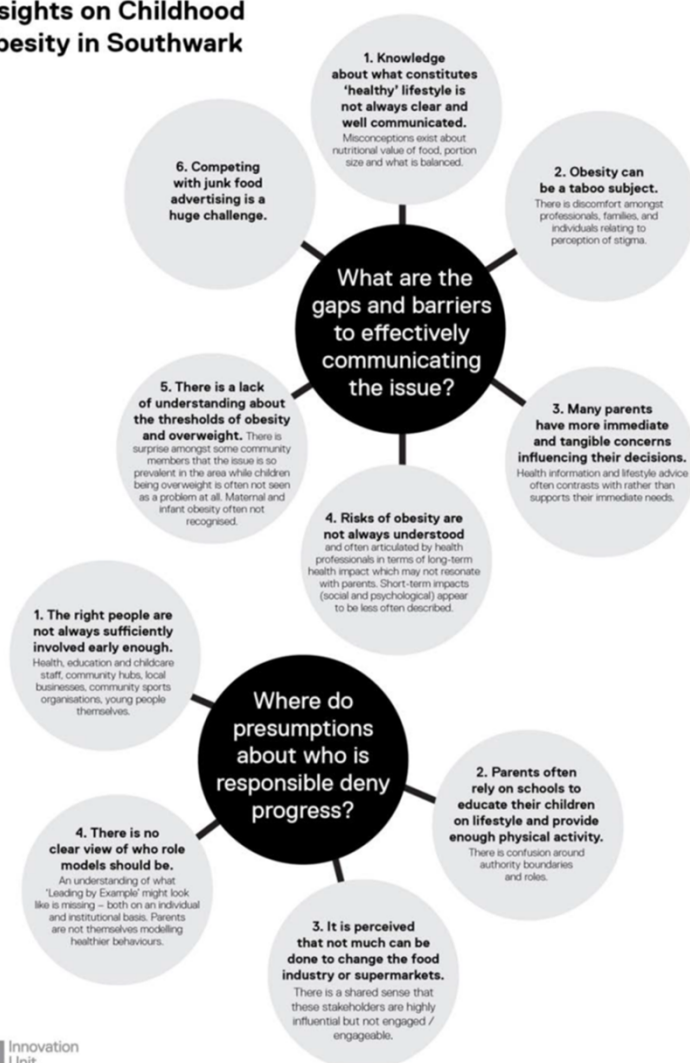 sights on Childhood
besity in Southwark
1. Knowledge
about what constitutes
‘healthy’ lifestyle is
not always clear and
well communicated.
Misconceptions exist about
nutritional value of food, portion
size and what is balanced.
6. Competing
with junk food
advertising is a
huge challenge.
2. Obesity can
be a taboo subject.
There is discomfort amongst
professionals, families, and
individuals relating to
perception of stigma.
What are the
gaps and barriers
to effectively
communicating
the issue?
5. There is a lack
of understanding about
the thresholds of obesity
and overweight. There is
surprise amongst some community
members that the issue is so
prevalent in the area while children
being overweight is often not seen
as a problem at all. Maternal and
infant obesity often not
recognised.
3. Many parents
have more immediate
and tangible concerns
influencing their decisions.
Health information and lifestyle advice
often contrasts with rather than
supports their immediate needs.
4. Risks of obesity are
not always understood
and often articulated by health
professionals in terms of long-term
health impact which may not resonate
with parents. Short-term impacts
(social and psychological) appear
to be less often described.
1. The right people are
not always sufficiently
involved early enough.
Health, education and childcare
staff, community hubs, local
businesses, community sports
organisations, young people
themselves.
Where do
presumptions
about who is
responsible deny
progress?
2. Parents often
rely on schools to
educate their children
on lifestyle and provide
enough physical activity.
There is confusion around
authority boundaries
and roles.
4. There is no
clear view of who role
models should be.
An understanding of what
‘Leading by Example’ might look
like is missing – both on an individual
and institutional basis. Parents
are not themselves modelling
healthier behaviours.
3. It is perceived
that not much can be
done to change the food
industry or supermarkets.
There is a shared sense that
these stakeholders are highly
influential but not engaged /
engageable.
Innovation
Unit